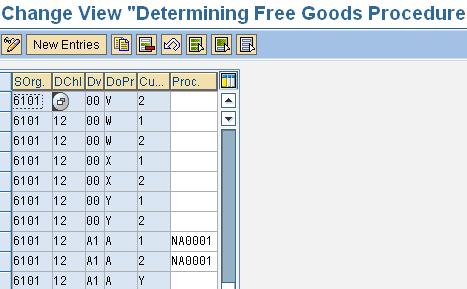 Change View "Determining Free Goods Procedure
New Entries
SOrg. DChl Dv DoPr Cu... Proc.
6101 00 V 2
6101 12 00 W 1
6101 12 00 W 2
6101 12 00 X 1
6101 12 00 X 2
6101 12 00 Y 1
6101 12 00 Y 2
6101 12 A1 A 1 NA0001
6101 12 A1 A 2 NA0001
6101 12 A1 A Y